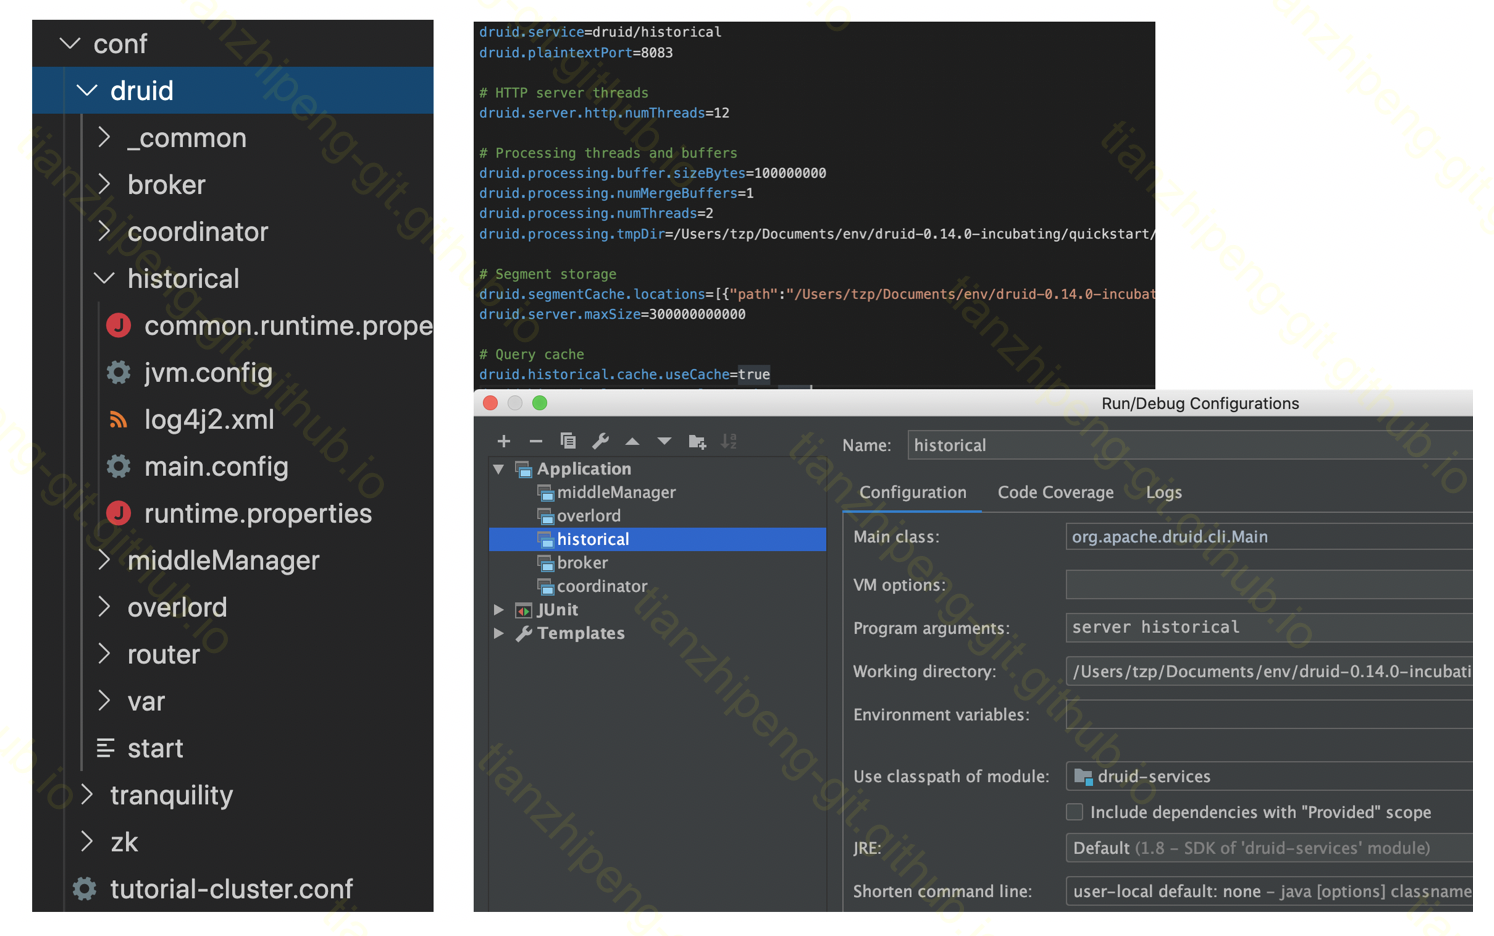 conf
druid
_common
broker
coordinator
historical
common.runtime.prope
jvm.config
log4j2.xml
main.config
runtime.properties
middleManager
overlord
router
var
start
tranquility
zk
tutorial-cluster.conf
druid.service=druid/historical
druid.plaintextPort=8083
# HTTP server threads
druid.server.http.numThreads=12
# Processing threads and buffers
druid.processing.buffer.sizeBytes=100000000
druid.processing.numMergeBuffers=1
druid.processing.numThreads=2
druid.processing.tmpDir=/Users/tzp/Documents/env/druid-0.14.0-incubating/quickstart/
# Segment storage
druid.segmentCache.locations=[{"path":"/Users/tzp/Documents/env/druid-0.14.0-incubat
druid.server.maxSize=300000000000
# Query cache
druid.historical.cache.useCache=true
Run/Debug Configurations
Application
middleManager
overlord
historical
broker
coordinator
JUnit
Templates
Name: historical
Configuration Code Coverage Logs
Main class: org.apache.druid.cli.Main
VM options:
Program arguments: server historical
Working directory: /Users/tzp/Documents/env/druid-0.14.0-incubati
Environment variables:
Use classpath of module: druid-services
Include dependencies with "Provided" scope
JRE: Default (1.8 - SDK of 'druid-services' module)
Shorten command line: user-local default: none - java [options] classname
tianzhipeng-git.github.io